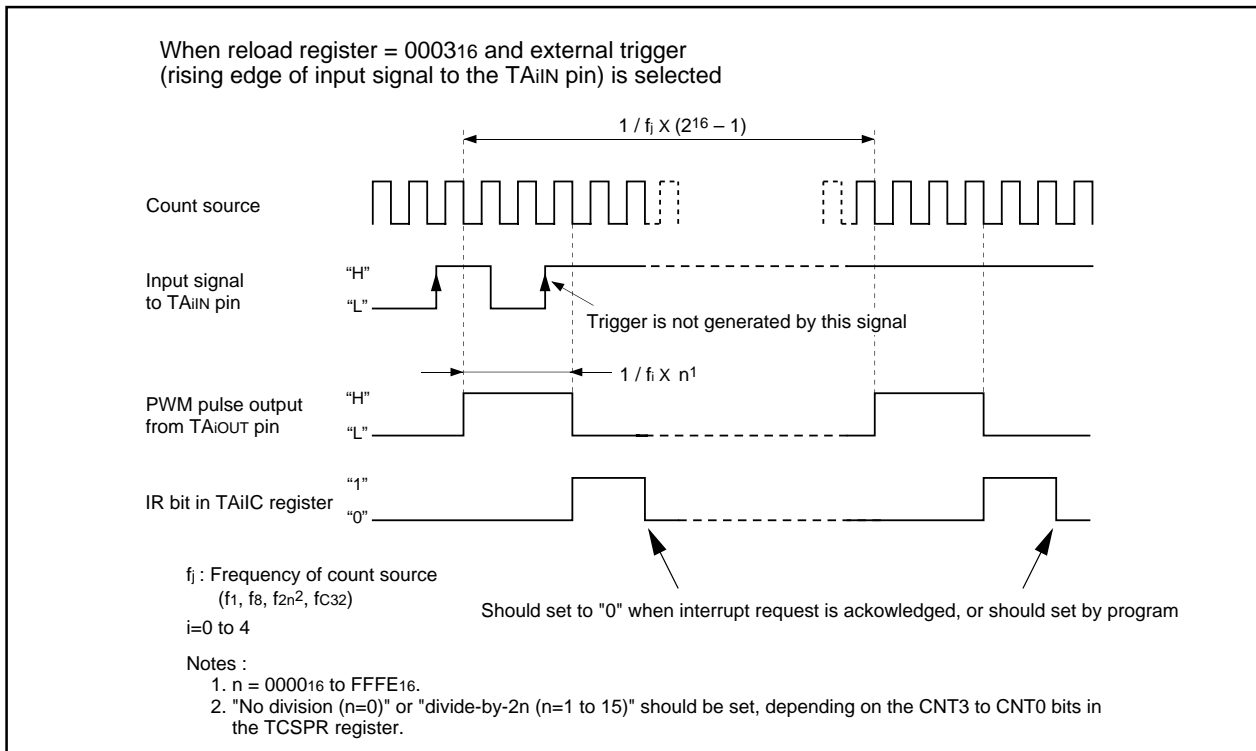 When reload register = 000316 and external trigger
(rising edge of input signal to the TAiIN pin) is selected
1 / fj X (216 – 1)
Count source
Input signal
to TAiIN pin
“H”
“L”
Trigger is not generated by this signal
1 / fi X n1
PWM pulse output
from TAiOUT pin
“H”
“L”
IR bit in TAiIC register
“1”
“0”
fj : Frequency of count source
(f1, f8, f2n2, fC32)
i=0 to 4
Should set to "0" when interrupt request is ackowledged, or should set by program
Notes :
1. n = 000016 to FFFE16.
2. "No division (n=0)" or "divide-by-2n (n=1 to 15)" should be set, depending on the CNT3 to CNT0 bits in
the TCSPR register.